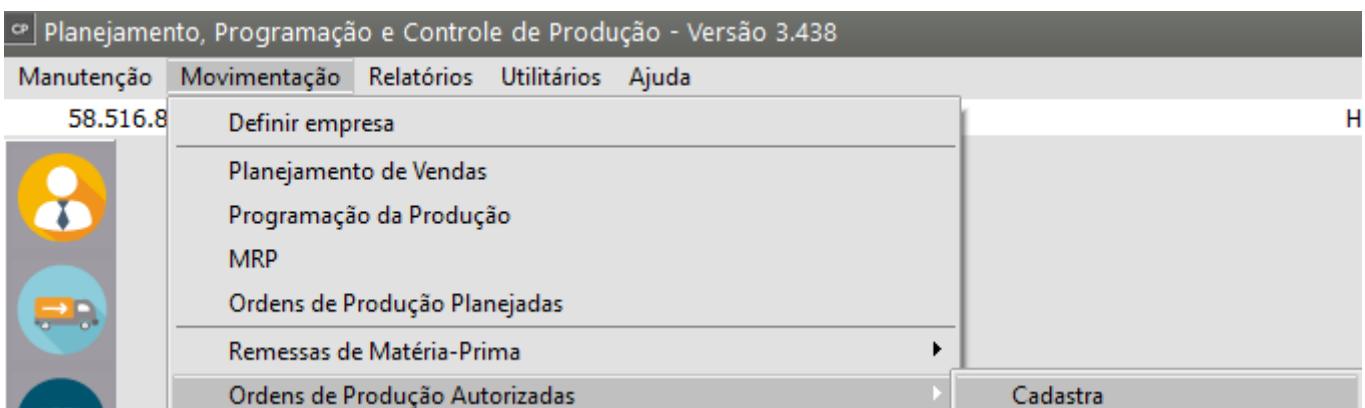 CP Planejamento, Programação e Controle de Produção - Versão 3.438
Manutenção Movimentação Relatórios Utilitários Ajuda
58.516.8 H
Definir empresa
Planejamento de Vendas
Programação da Produção
MRP
Ordens de Produção Planejadas
Remessas de Matéria-Prima
Ordens de Produção Autorizadas Cadastra